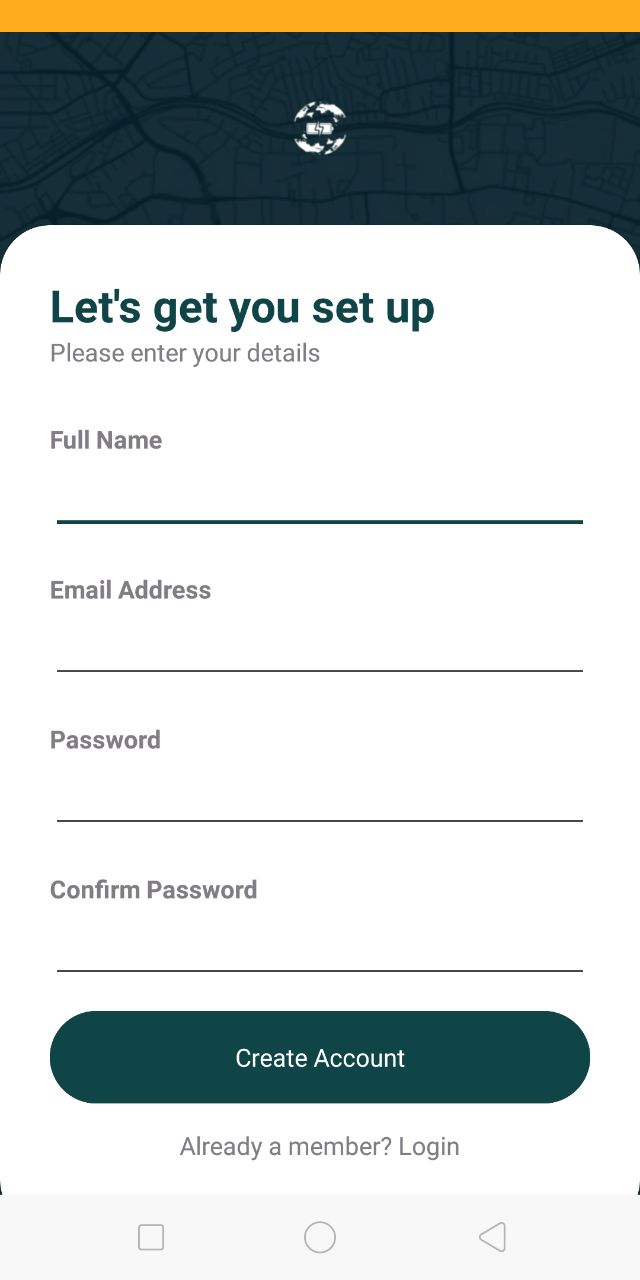 Let's get you set up
Please enter your details
Full Name
Email Address
Password
Confirm Password
Create Account
Already a member? Login